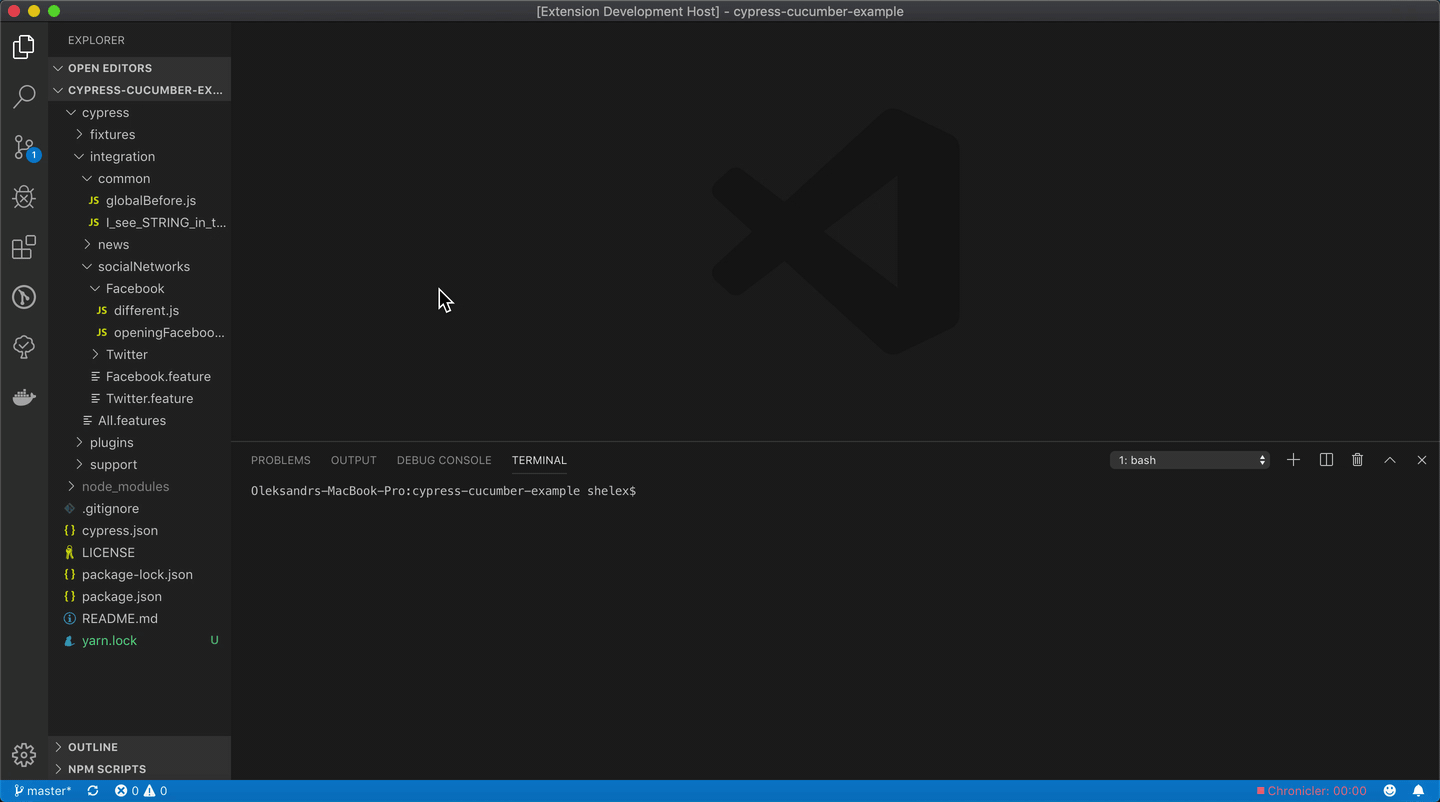 [Extension Development Host] - cypress-cucumber-example
EXPLORER
OPEN EDITORS
CYPRESS-CUCUMBER-EX...
cypress
fixtures
integration
common
JS globalBefore.js
JS I_see_STRING_in_t...
news
socialNetworks
Facebook
JS different.js
JS openingFaceboo...
Twitter
Facebook.feature
Twitter.feature
All.features
plugins
support
node_modules
.gitignore
{} cypress.json
LICENSE
{} package-lock.json
{} package.json
README.md
yarn.lock U
OUTLINE
NPM SCRIPTS
1
PROBLEMS OUTPUT DEBUG CONSOLE TERMINAL 1: bash
Oleksandrs-MacBook-Pro:cypress-cucumber-example shelex$
master* 0 0 Chronicler: 00:00